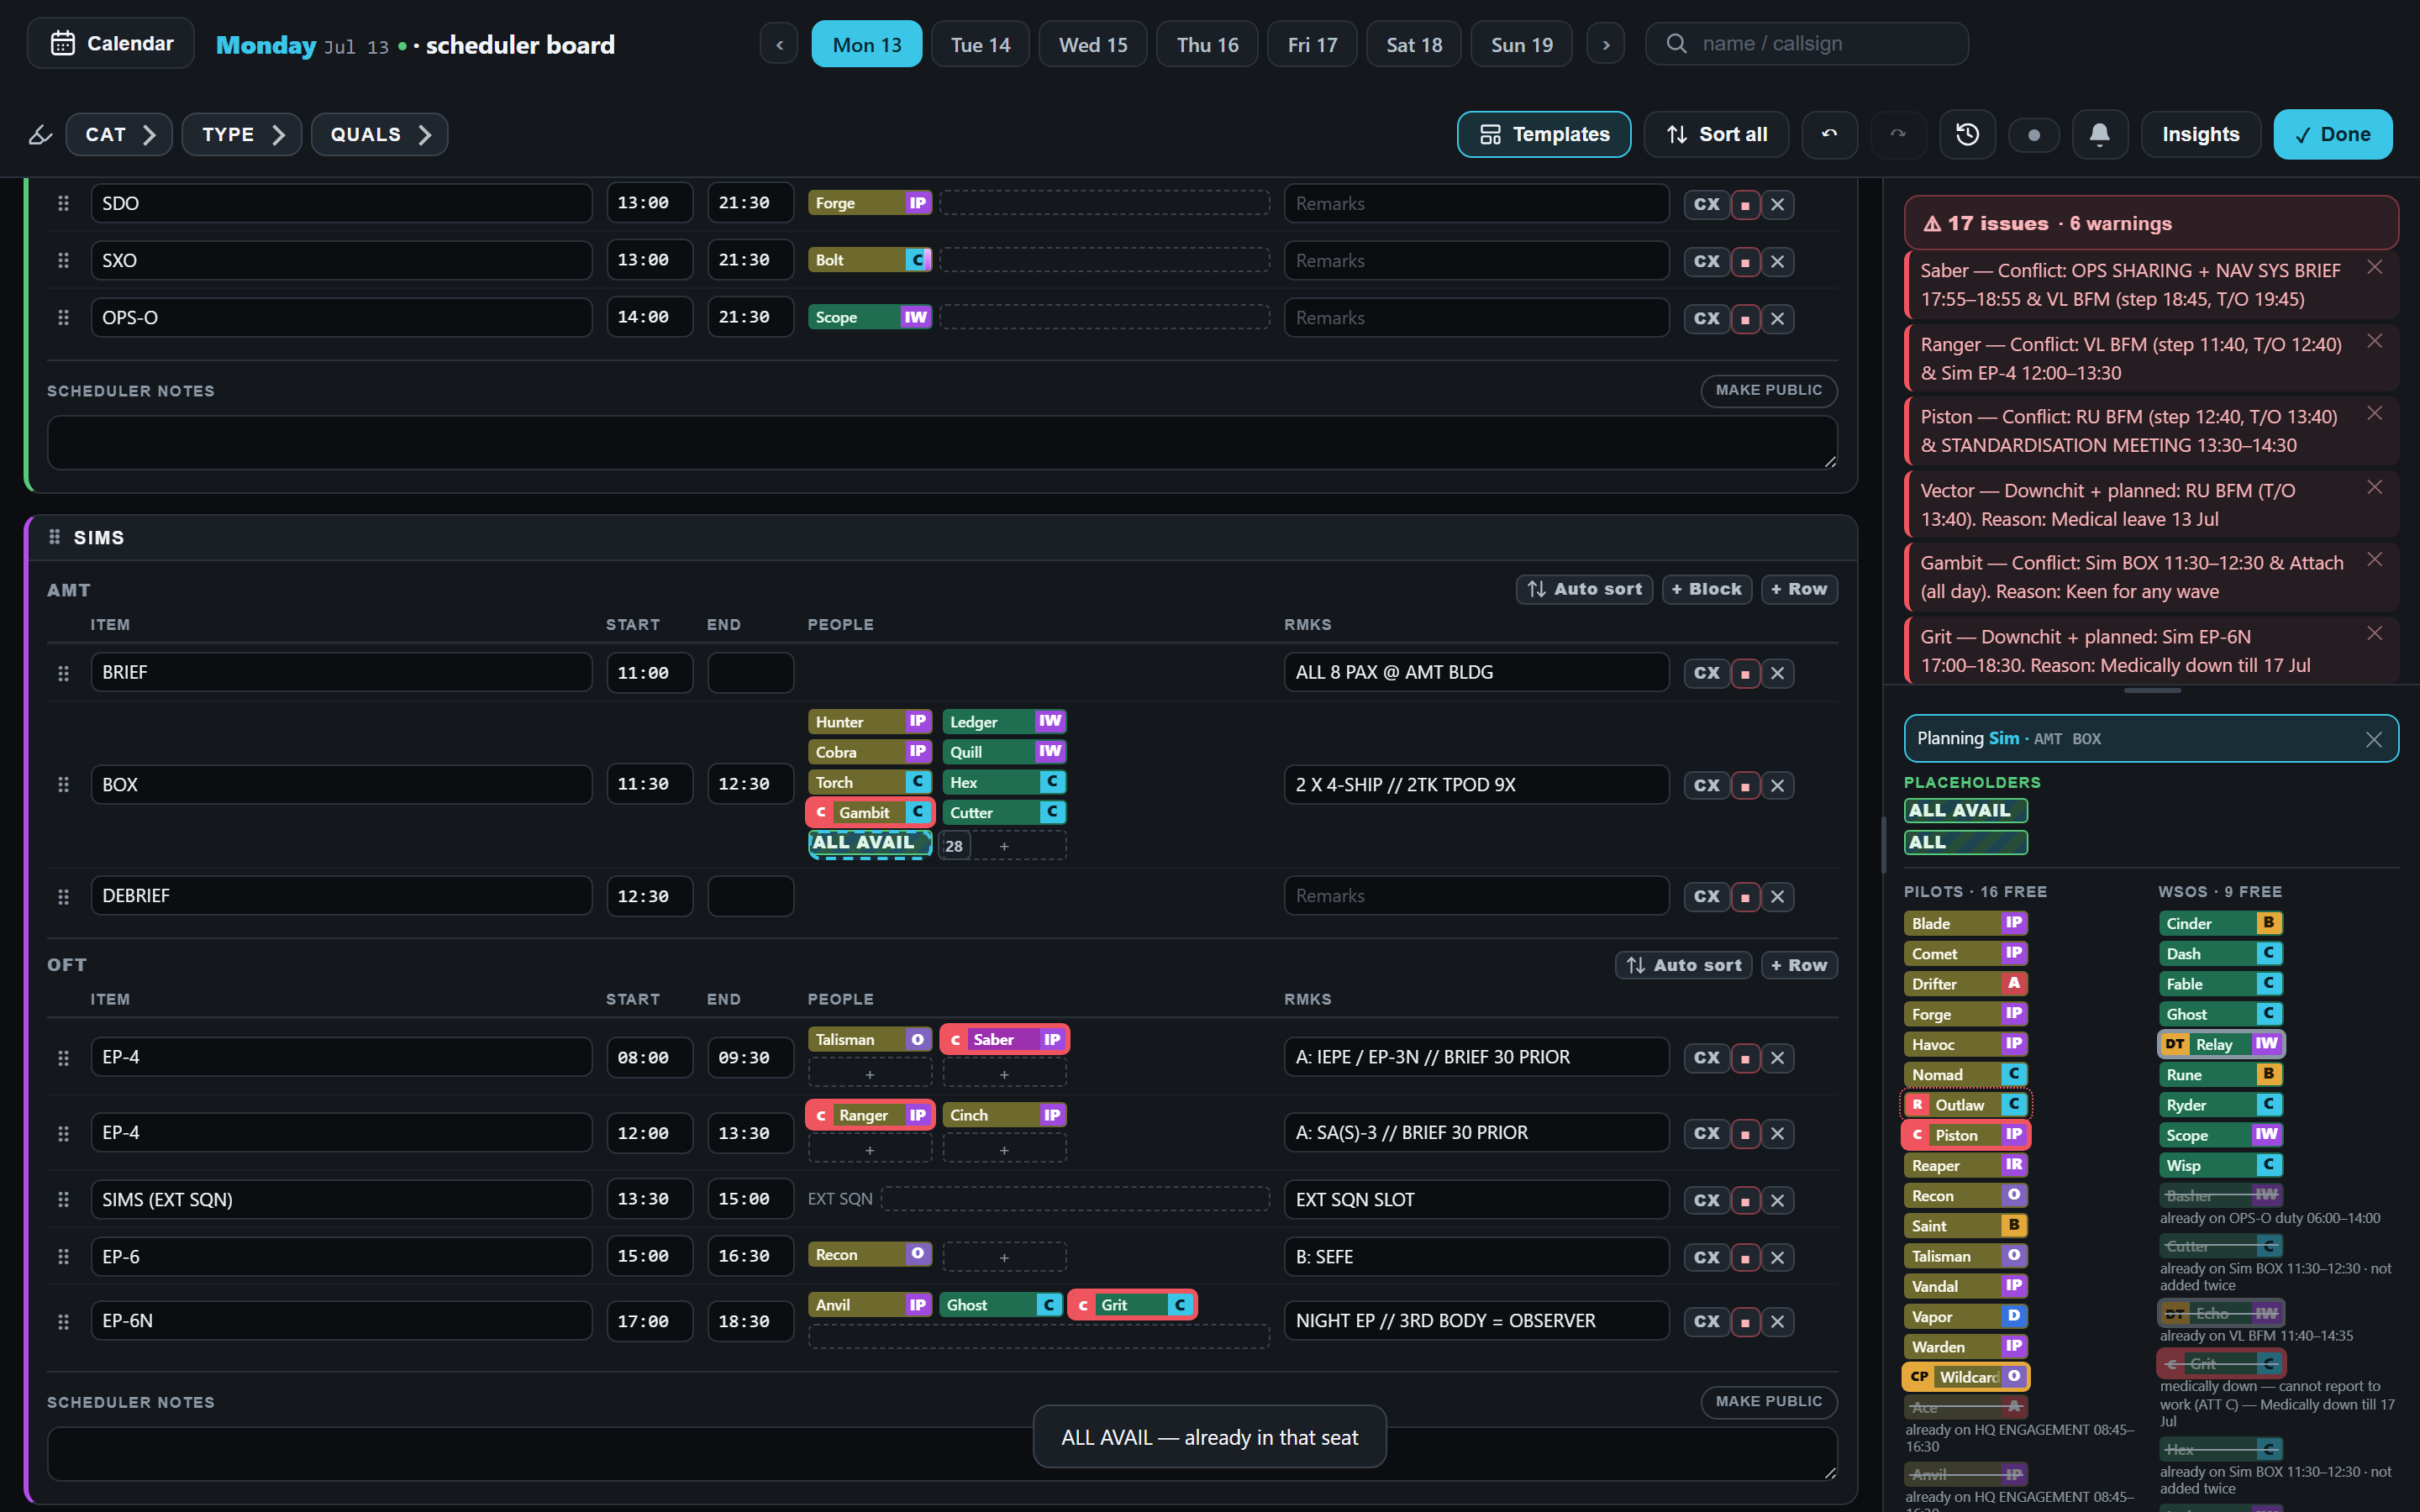 Calendar
Monday Jul 13 · scheduler board
Mon 13
Tue 14
Wed 15
Thu 16
Fri 17
Sat 18
Sun 19
name / callsign
CAT
TYPE
QUALS
Templates
Sort all
Insights
✓ Done
SDO 13:00 21:30 Forge IP Remarks CX
SXO 13:00 21:30 Bolt C Remarks CX
OPS-O 14:00 21:30 Scope IW Remarks CX
SCHEDULER NOTES MAKE PUBLIC
SIMS
AMT Auto sort + Block + Row
ITEM START END PEOPLE RMKS
BRIEF 11:00 ALL 8 PAX @ AMT BLDG CX
Hunter IP Ledger IW
Cobra IP Quill IW
BOX 11:30 12:30 Torch C Hex C 2 X 4-SHIP // 2TK TPOD 9X CX
C Gambit C Cutter C
ALL AVAIL 28 +
DEBRIEF 12:30 Remarks CX
OFT Auto sort + Row
ITEM START END PEOPLE RMKS
EP-4 08:00 09:30 Talisman O C Saber IP A: IEPE / EP-3N // BRIEF 30 PRIOR CX
+ +
EP-4 12:00 13:30 C Ranger IP Cinch IP A: SA(S)-3 // BRIEF 30 PRIOR CX
+ +
SIMS (EXT SQN) 13:30 15:00 EXT SQN EXT SQN SLOT CX
EP-6 15:00 16:30 Recon O + B: SEFE CX
EP-6N 17:00 18:30 Anvil IP Ghost C C Grit C NIGHT EP // 3RD BODY = OBSERVER CX
SCHEDULER NOTES MAKE PUBLIC
ALL AVAIL — already in that seat
17 issues · 6 warnings
Saber — Conflict: OPS SHARING + NAV SYS BRIEF
17:55–18:55 & VL BFM (step 18:45, T/O 19:45)
Ranger — Conflict: VL BFM (step 11:40, T/O 12:40)
& Sim EP-4 12:00–13:30
Piston — Conflict: RU BFM (step 12:40, T/O 13:40)
& STANDARDISATION MEETING 13:30–14:30
Vector — Downchit + planned: RU BFM (T/O
13:40). Reason: Medical leave 13 Jul
Gambit — Conflict: Sim BOX 11:30–12:30 & Attach
(all day). Reason: Keen for any wave
Grit — Downchit + planned: Sim EP-6N
17:00–18:30. Reason: Medically down till 17 Jul
Planning Sim · AMT BOX
PLACEHOLDERS
ALL AVAIL
ALL
PILOTS · 16 FREE
Blade IP
Comet IP
Drifter A
Forge IP
Havoc IP
Nomad C
R Outlaw C
C Piston IP
Reaper IR
Recon O
Saint B
Talisman O
Vandal IP
Vapor D
Warden IP
CP Wildcard O
Ace A
already on HQ ENGAGEMENT 08:45–
16:30
Anvil IP
already on HQ ENGAGEMENT 08:45–
16:30
WSOS · 9 FREE
Cinder B
Dash C
Fable C
Ghost C
DT Relay IW
Rune B
Ryder C
Scope IW
Wisp C
Basher IW
already on OPS-O duty 06:00–14:00
Cutter C
already on Sim BOX 11:30–12:30 · not
added twice
DT Echo IW
already on VL BFM 11:40–14:35
C Grit C
medically down — cannot report to
work (ATT C) — Medically down till 17
Jul
Hex C
already on Sim BOX 11:30–12:30 · not
added twice